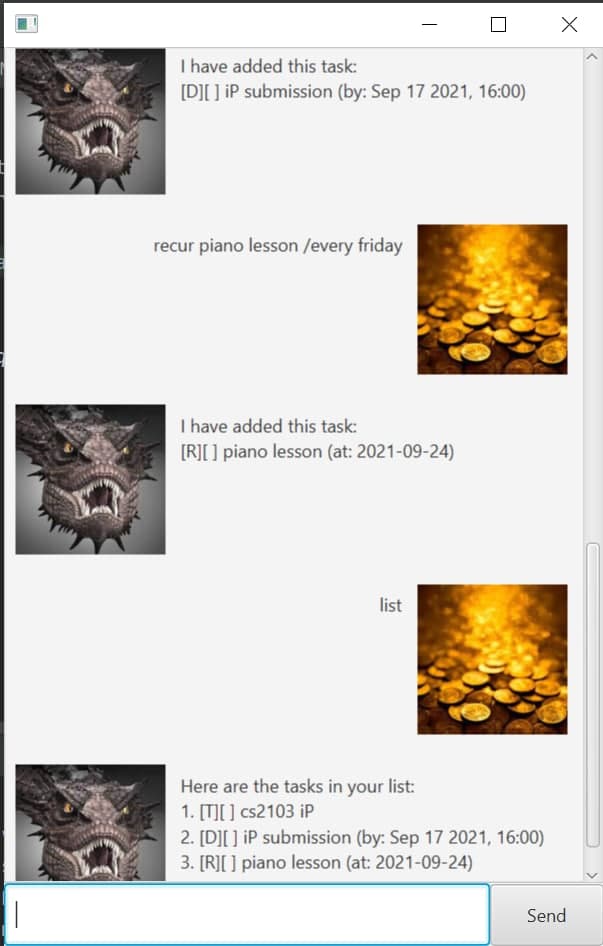 I have added this task:
[D][ ] iP submission (by: Sep 17 2021, 16:00)
recur piano lesson /every friday
I have added this task:
[R][ ] piano lesson (at: 2021-09-24)
list
Here are the tasks in your list:
1. [T][ ] cs2103 iP
2. [D][ ] iP submission (by: Sep 17 2021, 16:00)
3. [R][ ] piano lesson (at: 2021-09-24)
Send